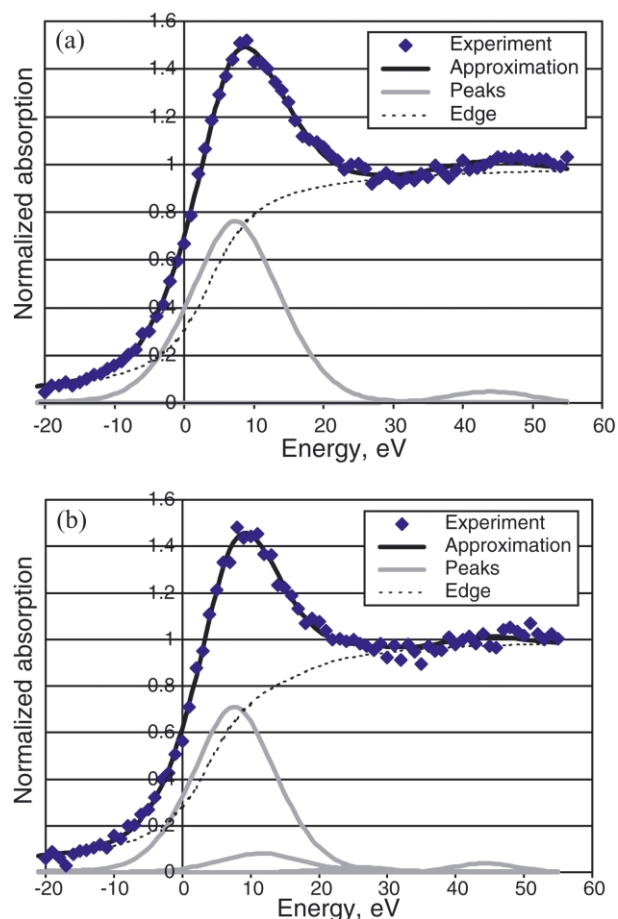 (a)
1.6
1.4
1.2
1
0.8
0.6
0.4
0.2
0
Normalized absorption
Experiment
Approximation
Peaks
Edge
-20 -10 0 10 20 30 40 50 60
Energy, eV
(b)
1.6
1.4
1.2
1
0.8
0.6
0.4
0.2
0
Normalized absorption
Experiment
Approximation
Peaks
Edge
-20 -10 0 10 20 30 40 50 60
Energy, eV